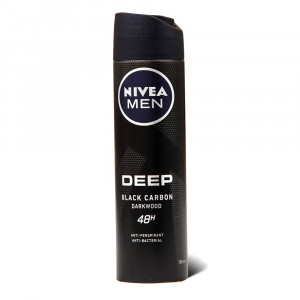 NIVEA
MEN
DEEP
BLACK CARBON
DARKWOOD
48H
ANTI-PERSPIRANT
ANTI-BACTERIAL